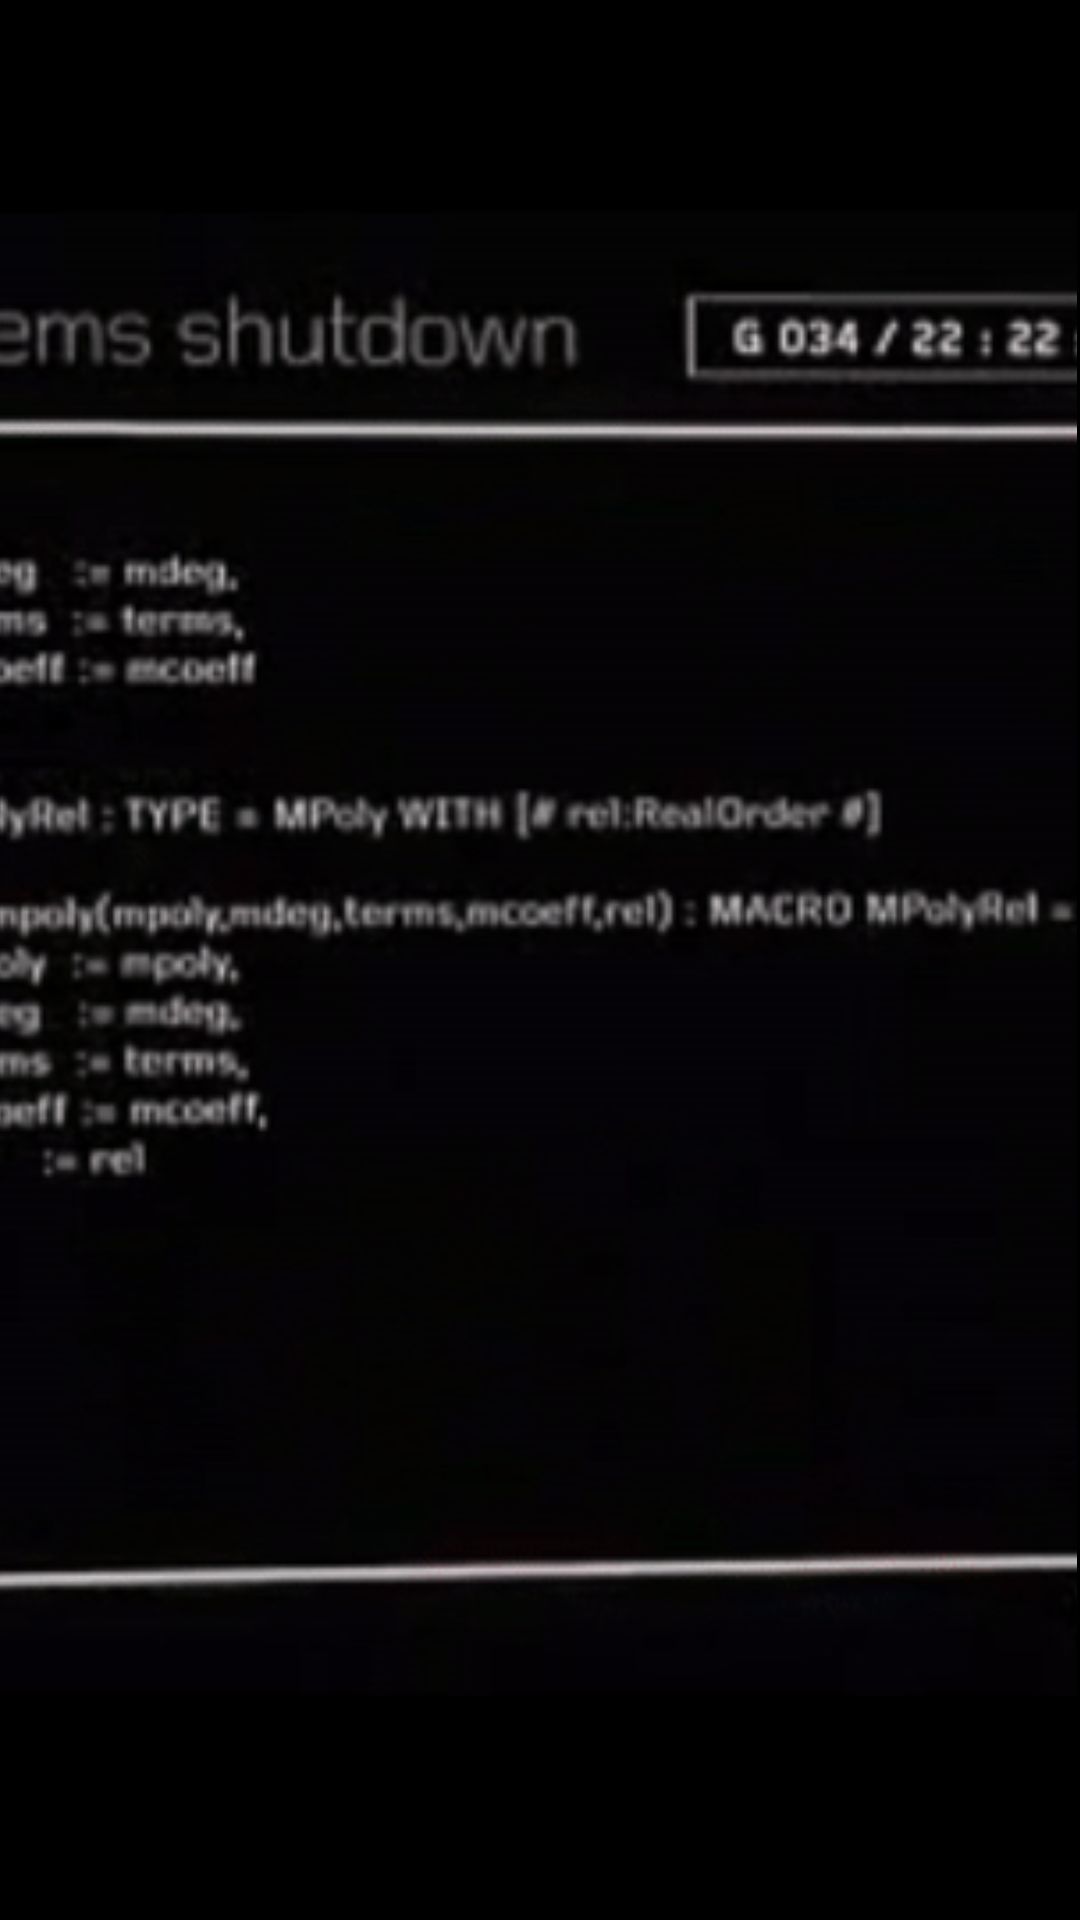 ems shutdown
G 034 / 22 : 22 :
eg := mdeg,
ms := terms,
oeff := mcoeff
lyRel : TYPE = MPoly WITH [# rel:RealOrder #]
mpoly(mpoly,mdeg,terms,mcoeff,rel) : MACRO MPolyRel =
oly := mpoly,
eg := mdeg,
ms := terms,
oeff := mcoeff,
:= rel